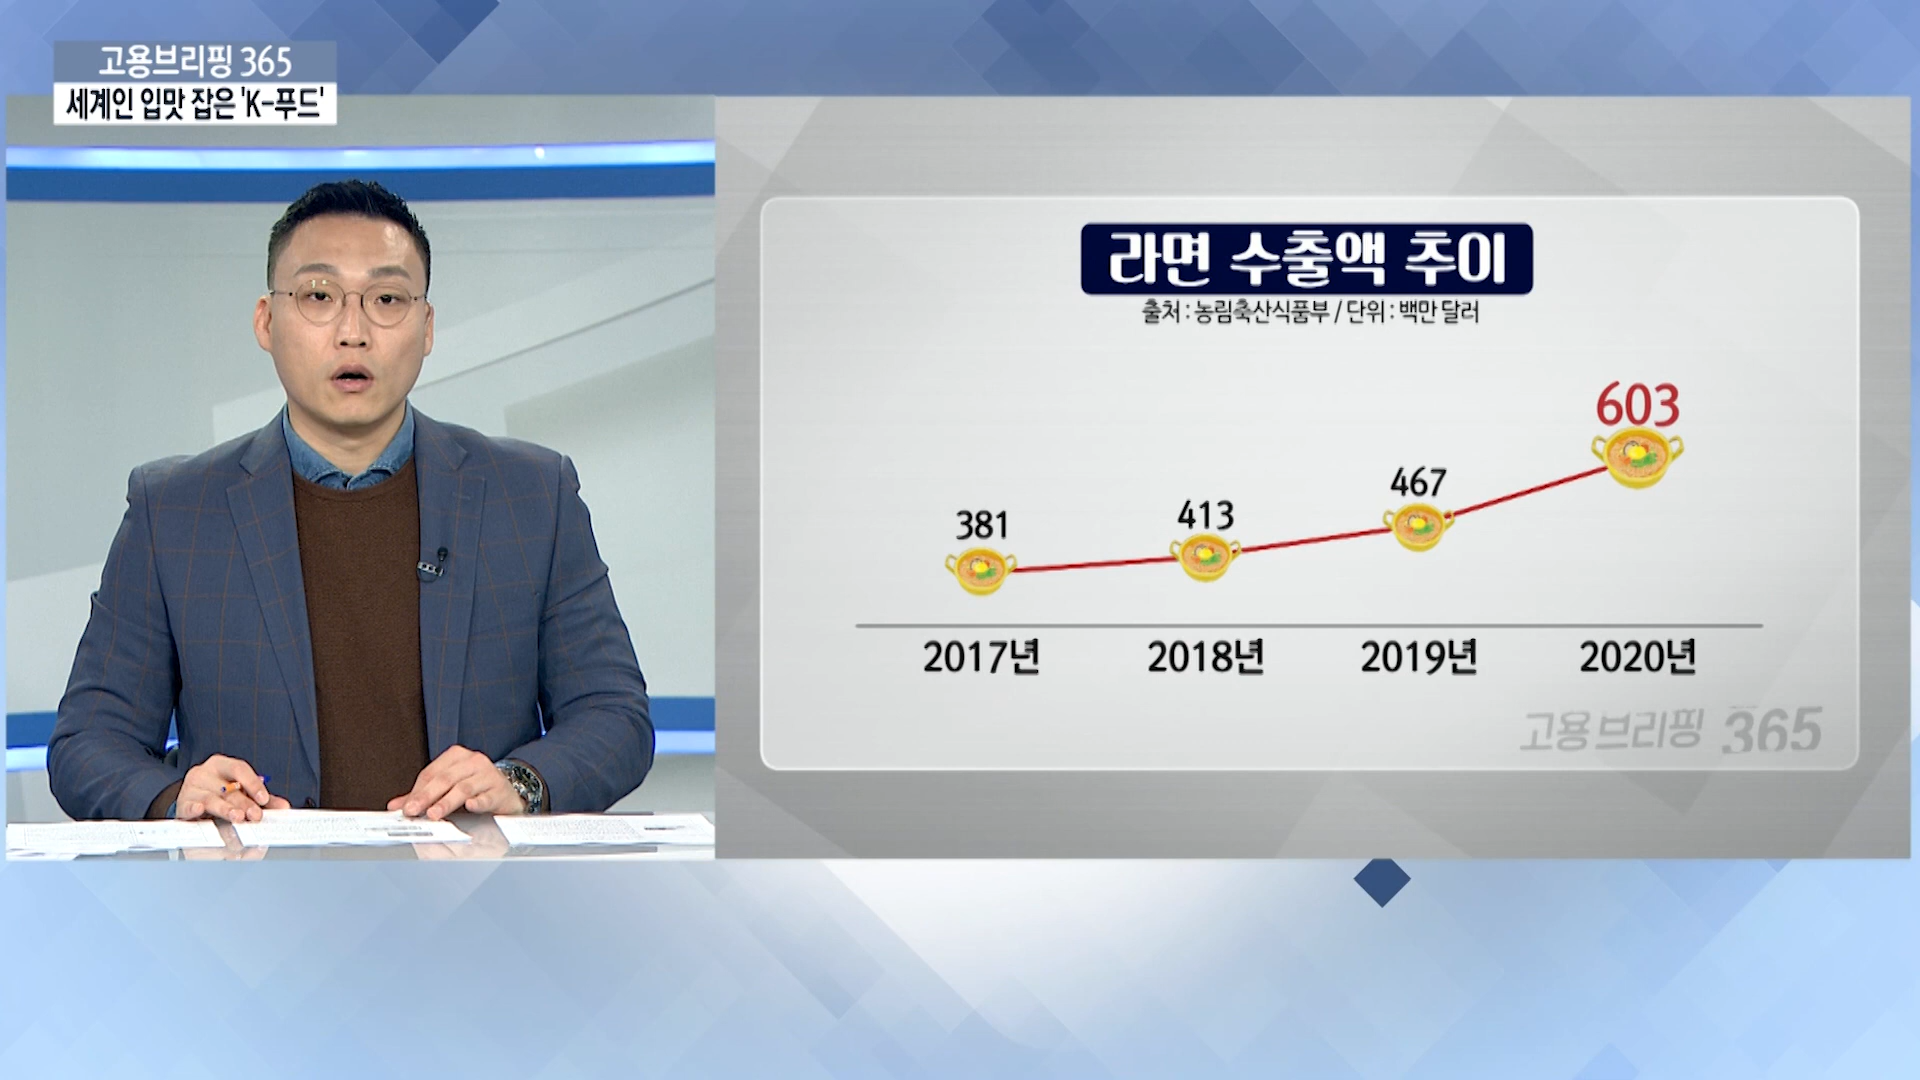 고용브리핑 365
세계인 입맛 잡은 'K-푸드'
라면 수출액 추이
출처 : 농림축산식품부 / 단위 : 백만 달러
603
467
413
381
2017년 2018년 2019년 2020년
고용브리핑 365